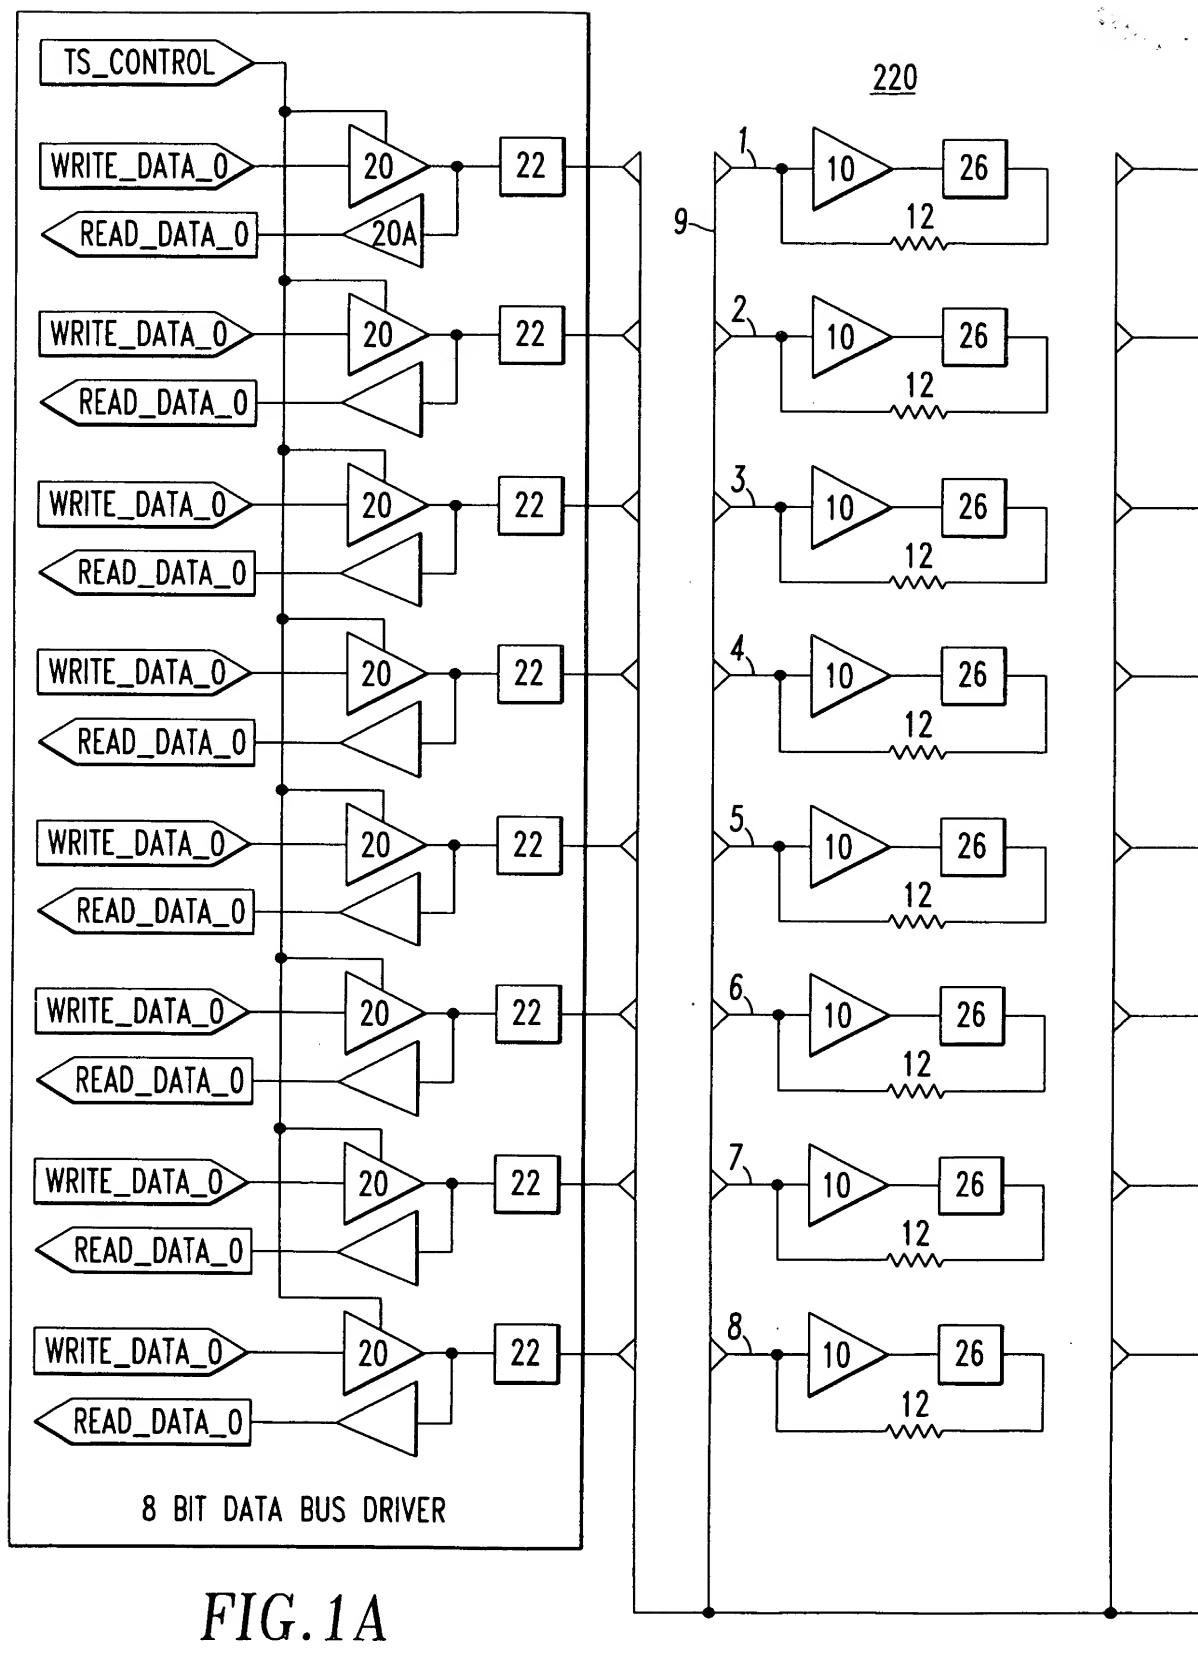 TS_CONTROL
220
WRITE_DATA_0 20 22 1 10 26
READ_DATA_0 20A 9 12
WRITE_DATA_0 20 22 2 10 26
READ_DATA_0 12
WRITE_DATA_0 20 22 3 10 26
READ_DATA_0 12
WRITE_DATA_0 20 22 4 10 26
READ_DATA_0 12
WRITE_DATA_0 20 22 5 10 26
READ_DATA_0 12
WRITE_DATA_0 20 22 6 10 26
READ_DATA_0 12
WRITE_DATA_0 20 22 7 10 26
READ_DATA_0 12
WRITE_DATA_0 20 22 8 10 26
READ_DATA_0 12
8 BIT DATA BUS DRIVER
FIG.1A